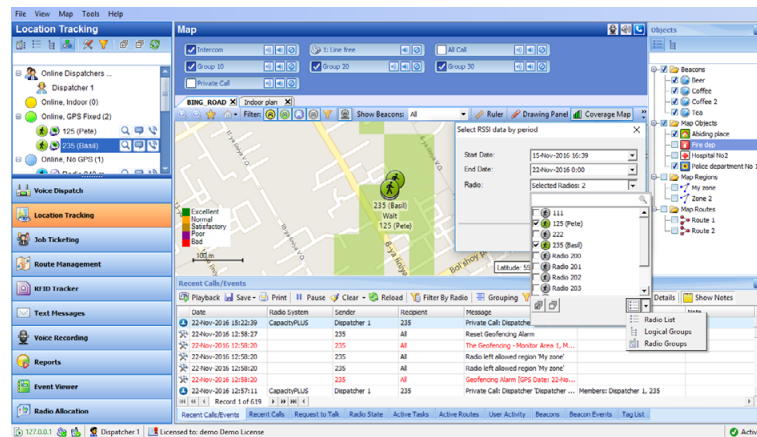 File View Map Tools Help
Location Tracking
Online Dispatchers ...
Dispatcher 1
Online, Indoor (0)
Online, GPS Fixed (2)
125 (Pete)
235 (Basil)
Online, No GPS (1)
Voice Dispatch
Location Tracking
Job Ticketing
Route Management
RFID Tracker
Text Messages
Voice Recording
Reports
Event Viewer
Radio Allocation
Map
Intercom
1: Line free
All Call
Group 10
Group 20
Group 30
Private Call
BING_ROAD X Indoor plan X
Filter: Show Beacons: All Ruler Drawing Panel Coverage Map
Excellent
Normal
Satisfactory
Poor
Bad
100 m
235 (Basil)
Wait
125 (Pete)
Select RSSI data by period
Start Date: 15-Nov-2016 16:39
End Date: 22-Nov-2016 0:00
Radio: Selected Radios: 2
111
125 (Pete)
222
235 (Basil)
Radio 200
Radio 201
Radio 202
Radio 203
Radio List
Logical Groups
Radio Groups
Objects
Beacons
Beer
Coffee
Coffee 2
Tea
Map Objects
Abiding place
Fire dep
Hospital No2
Police department No 1
Map Regions
My zone
Zone 2
Map Routes
Route 1
Route 2
Recent Calls/Events
Playback Save Print Pause Clear Reload Filter By Radio Grouping Details Show Notes
Date Radio System Sender Recipient Message Note
22-Nov-2016 18:22:39 CapacityPLUS Dispatcher 1 235 Private Call: Dispatche
22-Nov-2016 12:58:27 235 All Reset Geofencing Alarm
22-Nov-2016 12:58:20 235 All The Geofencing - Monitor Area 1, M...
22-Nov-2016 12:58:20 235 All Radio left allowed region 'My zone'
22-Nov-2016 12:58:20 235 All Radio left allowed region 'My zone'
22-Nov-2016 12:58:20 235 All Geofencing Alarm [GPS Date: 22-No...
22-Nov-2016 12:57:11 CapacityPLUS Dispatcher 1 235 Private Call: Dispatcher 'Dispatcher ... Members: Dispatcher 1, 235
Record 1 of 619
Recent Calls/Events Recent Calls Request to Talk Radio State Active Tasks Active Routes User Activity Beacons Beacon Events Tag List
127.0.0.1 Dispatcher 1 Licensed to: demo Demo License